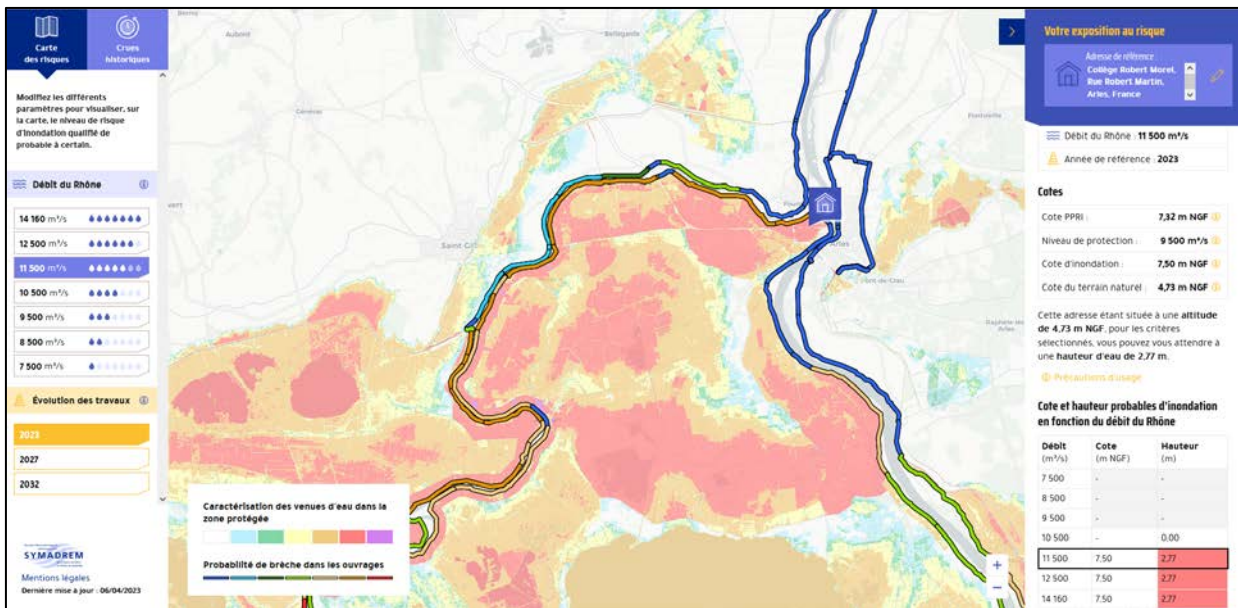 Carte
des risques
Crues
historiques
Modifiez les différents
paramètres pour visualiser, sur
la carte, le niveau de risque
d'inondation qualifié de
probable à certain.
Débit du Rhône
14 160 m³/s
12 500 m³/s
11 500 m³/s
10 500 m³/s
9 500 m³/s
8 500 m³/s
7 500 m³/s
Évolution des travaux
2023
2027
2032
SYMADREM
Mentions légales
Dernière mise à jour : 06/04/2023
Aubord
Bellegarde
Générac
Saint Gilles
Fontvieille
Arles
Pont-de-Crau
Raphèle-lès-
Arles
Caractérisation des venues d'eau dans la
zone protégée
Probabilité de brèche dans les ouvrages
+
−
Votre exposition au risque
Adresse de référence
Collège Robert Morel,
Rue Robert Martin,
Arles, France
Débit du Rhône : 11 500 m³/s
Année de référence : 2023
Cotes
Cote PPRI : 7,32 m NGF
Niveau de protection : 9 500 m³/s
Cote d'inondation : 7,50 m NGF
Cote du terrain naturel : 4,73 m NGF
Cette adresse étant située à une altitude
de 4,73 m NGF, pour les critères
sélectionnés, vous pouvez vous attendre à
une hauteur d'eau de 2,77 m.
Précautions d'usage
Cote et hauteur probables d'inondation
en fonction du débit du Rhône
Débit Cote Hauteur
(m³/s) (m NGF) (m)
7 500 - -
8 500 - -
9 500 - -
10 500 - 0.00
11 500 7.50 2.77
12 500 7.50 2.77
14 160 7.50 2.77